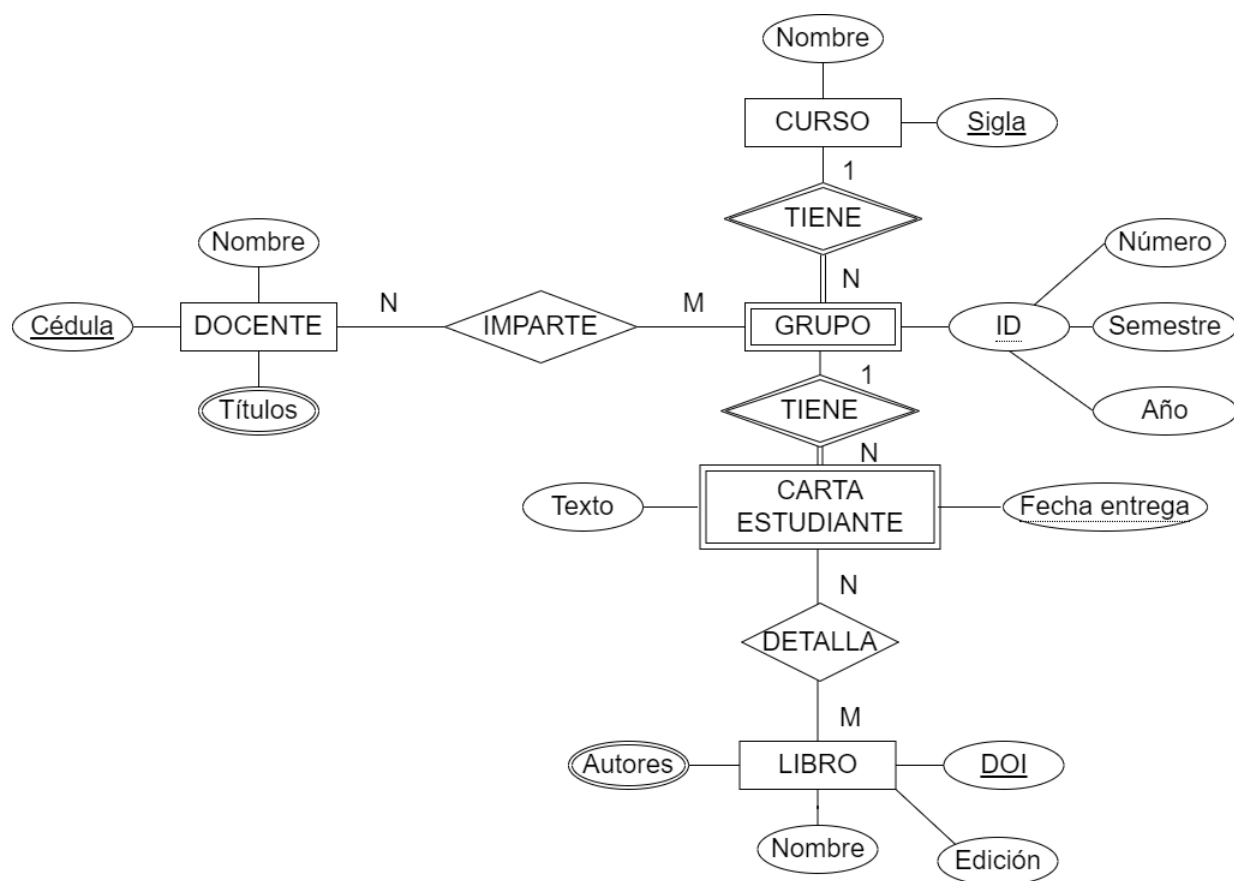 Nombre
CURSO
Sigla
1
TIENE
Nombre
Número
N
Cédula
DOCENTE
N
IMPARTE
M
GRUPO
ID
Semestre
1
Títulos
TIENE
Año
N
Texto
CARTA
ESTUDIANTE
Fecha entrega
N
DETALLA
M
Autores
LIBRO
DOI
Nombre
Edición